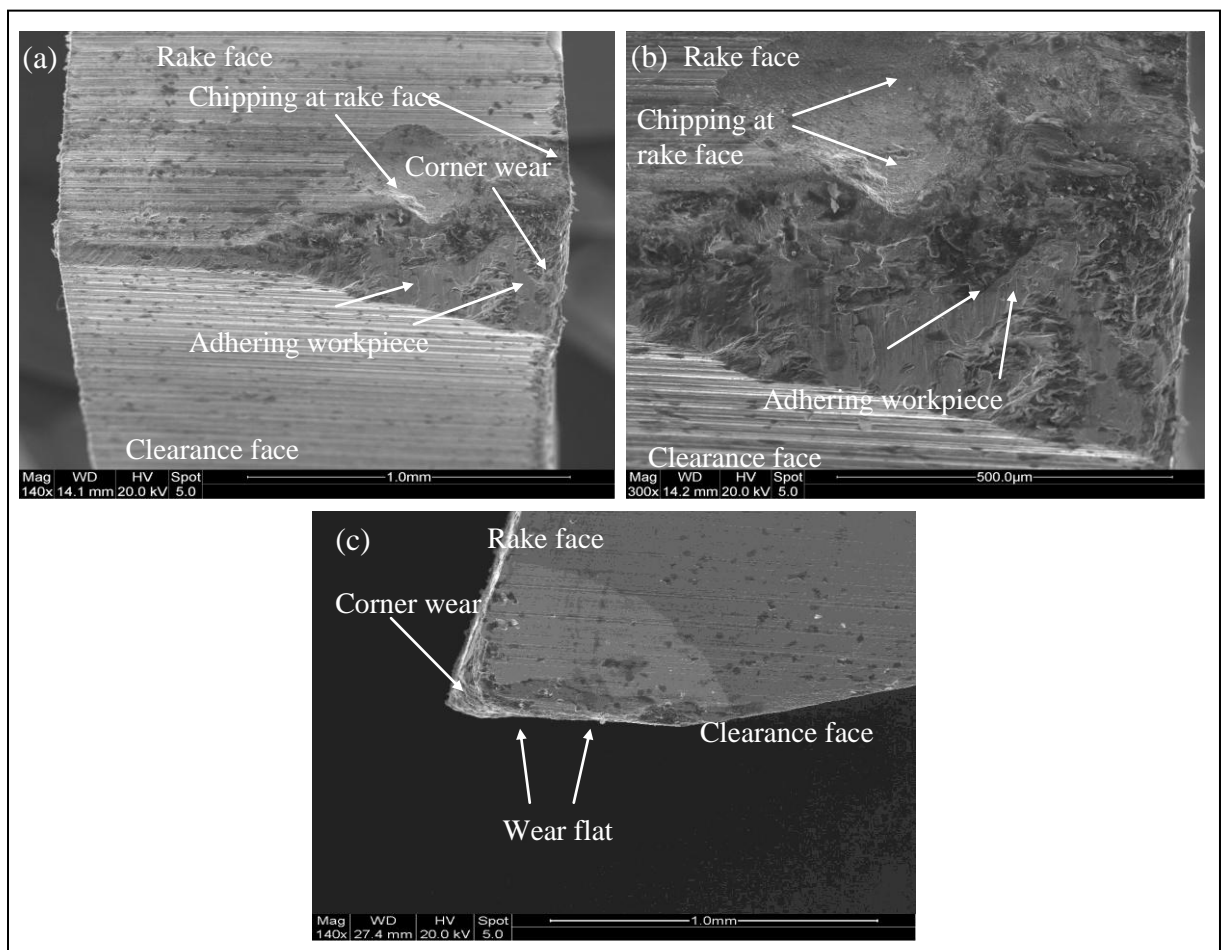 (a)
Rake face
Chipping at rake face
Corner wear
Adhering workpiece
Clearance face
Mag WD HV Spot
140x 14.1 mm 20.0 kV 5.0
1.0mm
(b) Rake face
Chipping at
rake face
Adhering workpiece
Clearance face
Mag WD HV Spot
300x 14.2 mm 20.0 kV 5.0
500.0µm
(c)
Rake face
Corner wear
Clearance face
Wear flat
Mag WD HV Spot
140x 27.4 mm 20.0 kV 5.0
1.0mm